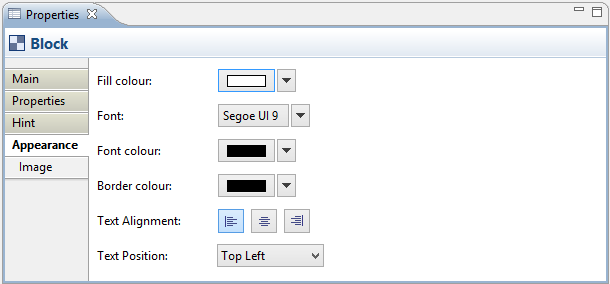 Properties
Block
Main
Properties
Hint
Appearance
Image
Fill colour:
Font: Segoe UI 9
Font colour:
Border colour:
Text Alignment:
Text Position: Top Left